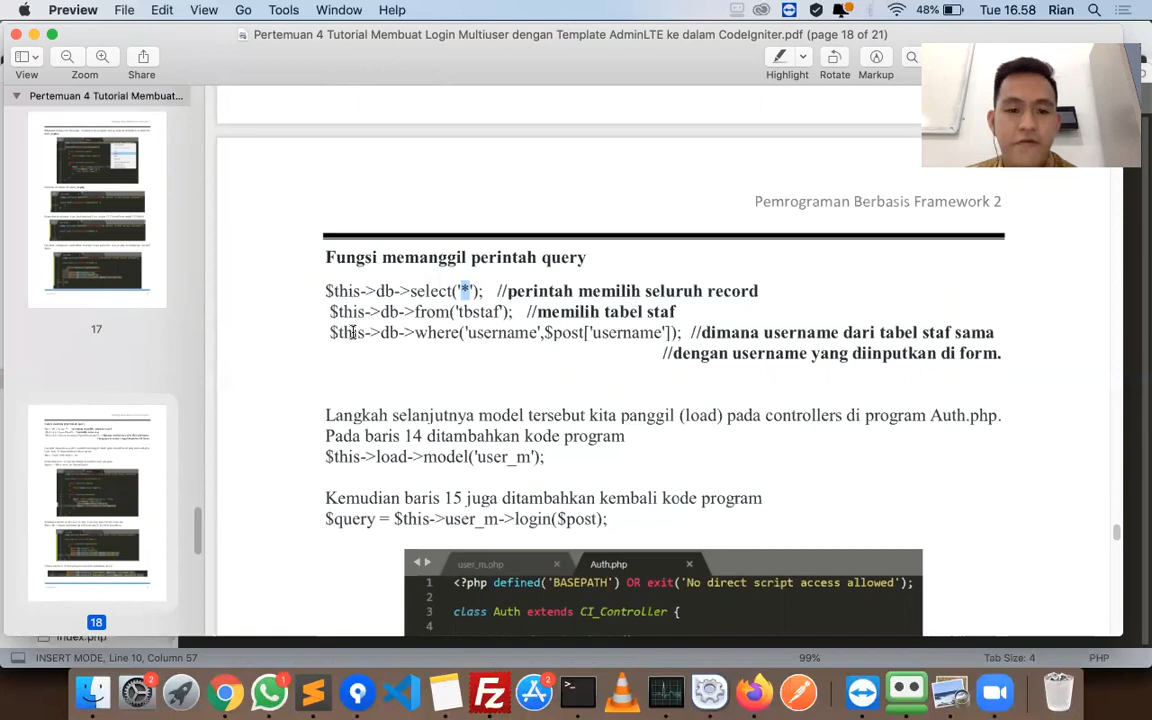 Preview File Edit View Go Tools Window Help
48% Tue 16.58 Rian
Pertemuan 4 Tutorial Membuat Login Multiuser dengan Template AdminLTE ke dalam CodeIgniter.pdf (page 18 of 21)
View Zoom Share Highlight Rotate Markup
Pertemuan 4 Tutorial Membuat...
17
18
Pemrograman Berbasis Framework 2
Fungsi memanggil perintah query
$this->db->select('*'); //perintah memilih seluruh record
$this->db->from('tbstaf'); //memilih tabel staf
$this->db->where('username',$post['username']); //dimana username dari tabel staf sama
//dengan username yang diinputkan di form.
Langkah selanjutnya model tersebut kita panggil (load) pada controllers di program Auth.php.
Pada baris 14 ditambahkan kode program
$this->load->model('user_m');
Kemudian baris 15 juga ditambahkan kembali kode program
$query = $this->user_m->login($post);
user_m.php Auth.php
1 <?php defined('BASEPATH') OR exit('No direct script access allowed');
2
3 class Auth extends CI_Controller {
4
index.php
INSERT MODE, Line 10, Column 57 99% Tab Size: 4 PHP
2 1 2